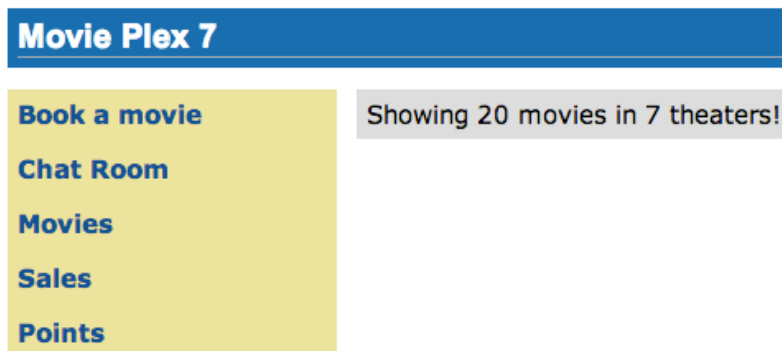 Movie Plex 7
Book a movie
Chat Room
Movies
Sales
Points
Showing 20 movies in 7 theaters!